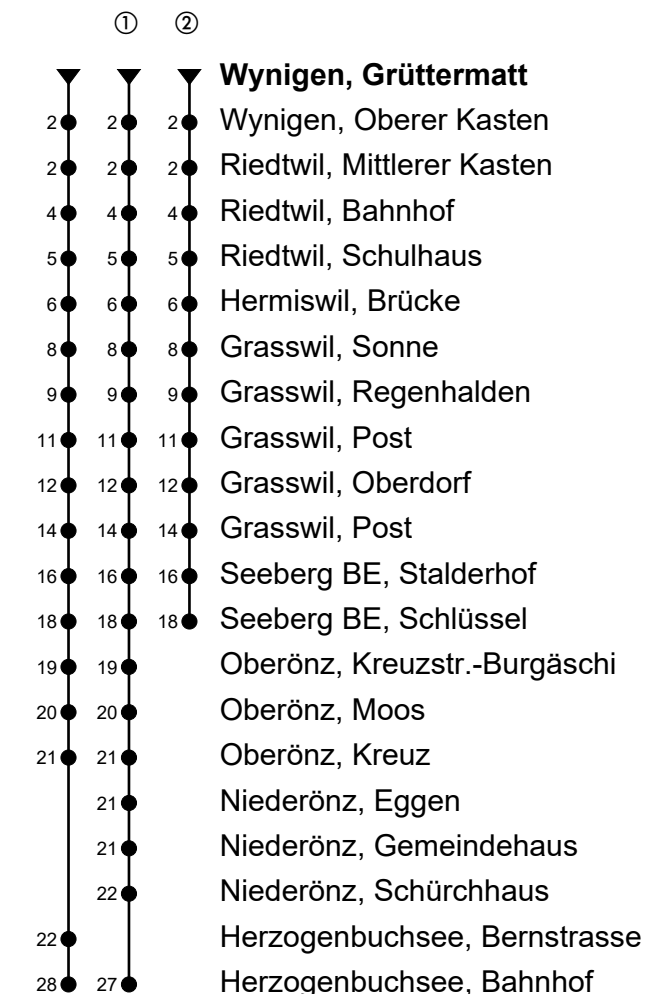 ① ②
Wynigen, Grüttermatt
2 2 2 Wynigen, Oberer Kasten
2 2 2 Riedtwil, Mittlerer Kasten
4 4 4 Riedtwil, Bahnhof
5 5 5 Riedtwil, Schulhaus
6 6 6 Hermiswil, Brücke
8 8 8 Grasswil, Sonne
9 9 9 Grasswil, Regenhalden
11 11 11 Grasswil, Post
12 12 12 Grasswil, Oberdorf
14 14 14 Grasswil, Post
16 16 16 Seeberg BE, Stalderhof
18 18 18 Seeberg BE, Schlüssel
19 19 Oberönz, Kreuzstr.-Burgäschi
20 20 Oberönz, Moos
21 21 Oberönz, Kreuz
21 Niederönz, Eggen
21 Niederönz, Gemeindehaus
22 Niederönz, Schürchhaus
22 Herzogenbuchsee, Bernstrasse
28 27 Herzogenbuchsee, Bahnhof